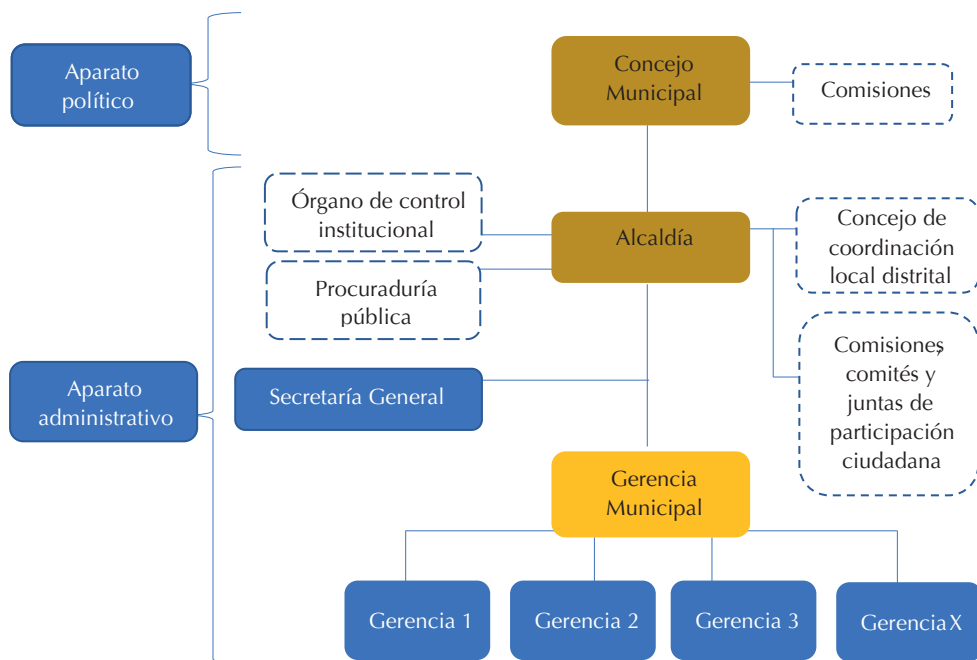 Aparato
político
Concejo
Municipal
Comisiones
Órgano de control
institucional
Alcaldía
Concejo de
coordinación
local distrital
Procuraduría
pública
Aparato
administrativo
Secretaría General
Comisiones,
comités y
juntas de
participación
ciudadana
Gerencia
Municipal
Gerencia 1
Gerencia 2
Gerencia 3
Gerencia X